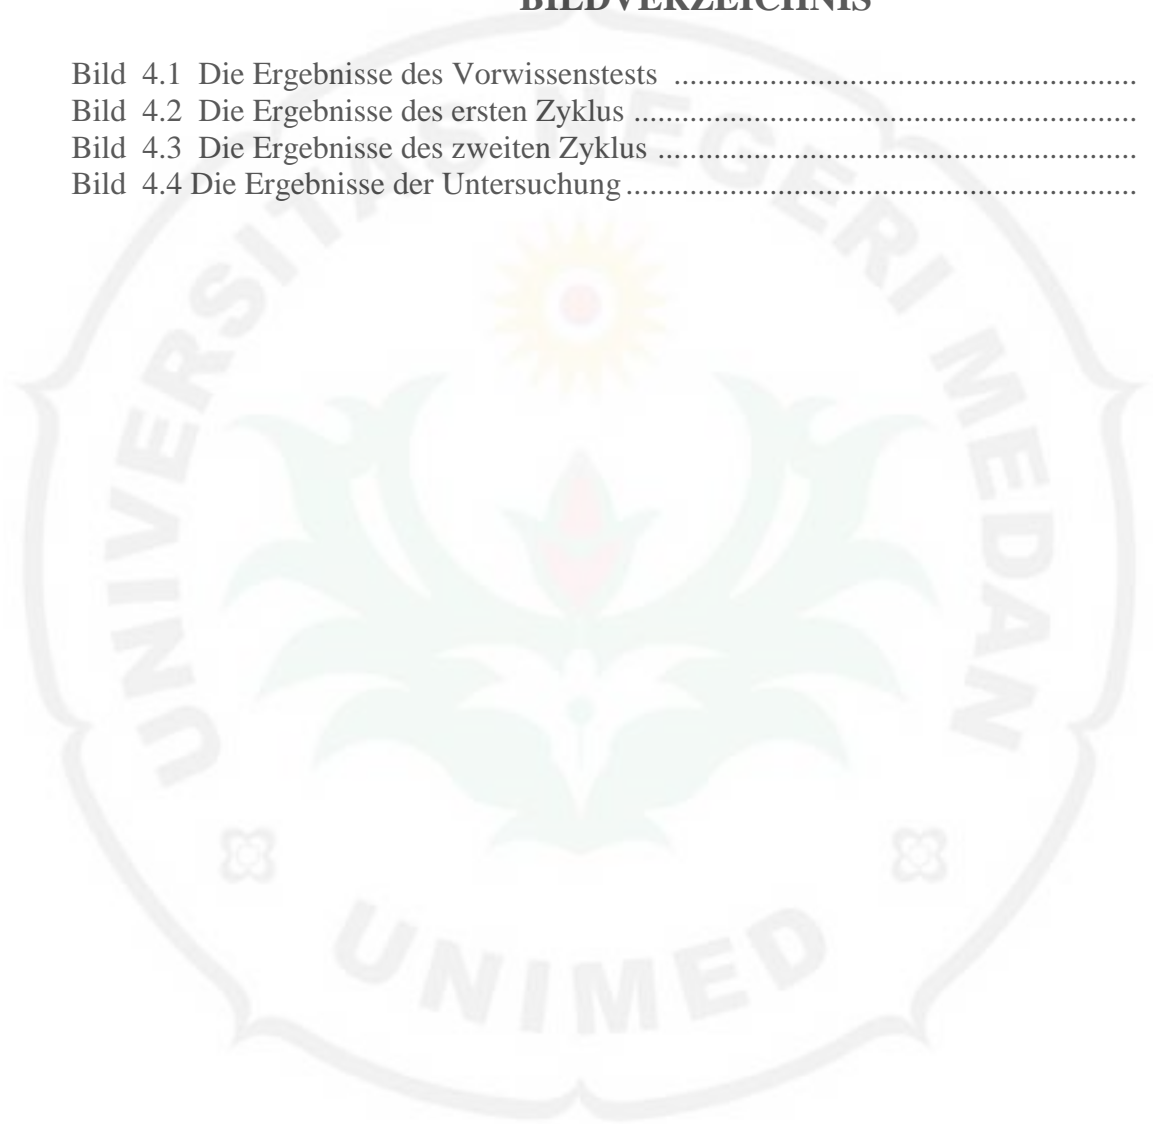 BILDVERZEICHNIS
Bild 4.1 Die Ergebnisse des Vorwissenstests ..........................................................
Bild 4.2 Die Ergebnisse des ersten Zyklus ...............................................................
Bild 4.3 Die Ergebnisse des zweiten Zyklus ............................................................
Bild 4.4 Die Ergebnisse der Untersuchung ................................................................
UNIVERSITAS NEGERI MEDAN
UNIMED